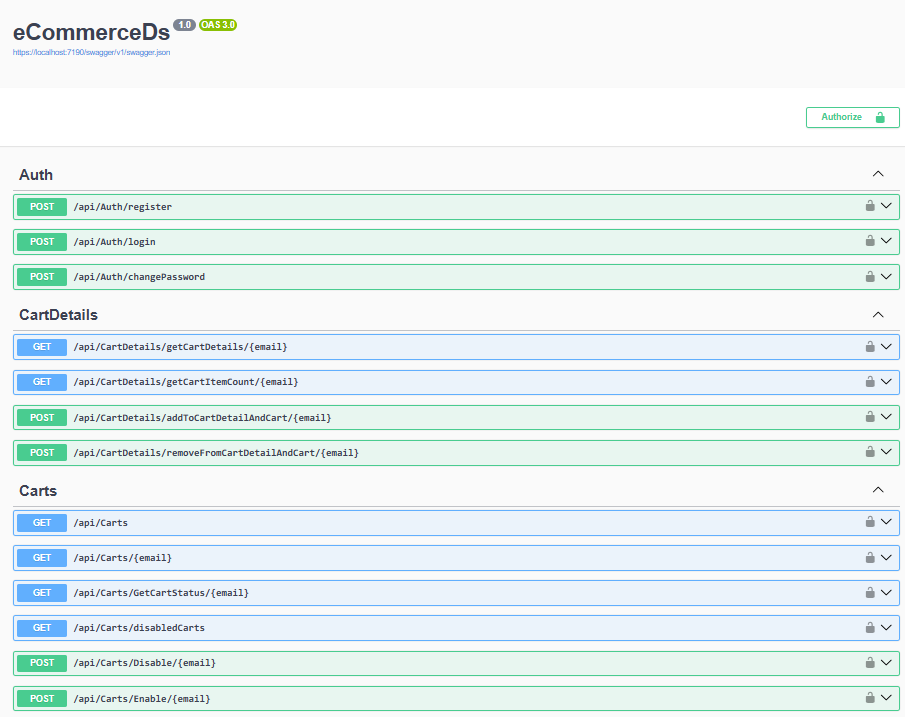 eCommerceDs 1.0 OAS 3.0
https://localhost:7190/swagger/v1/swagger.json
Authorize
Auth
POST /api/Auth/register
POST /api/Auth/login
POST /api/Auth/changePassword
CartDetails
GET /api/CartDetails/getCartDetails/{email}
GET /api/CartDetails/getCartItemCount/{email}
POST /api/CartDetails/addToCartDetailAndCart/{email}
POST /api/CartDetails/removeFromCartDetailAndCart/{email}
Carts
GET /api/Carts
GET /api/Carts/{email}
GET /api/Carts/GetCartStatus/{email}
GET /api/Carts/disabledCarts
POST /api/Carts/Disable/{email}
POST /api/Carts/Enable/{email}